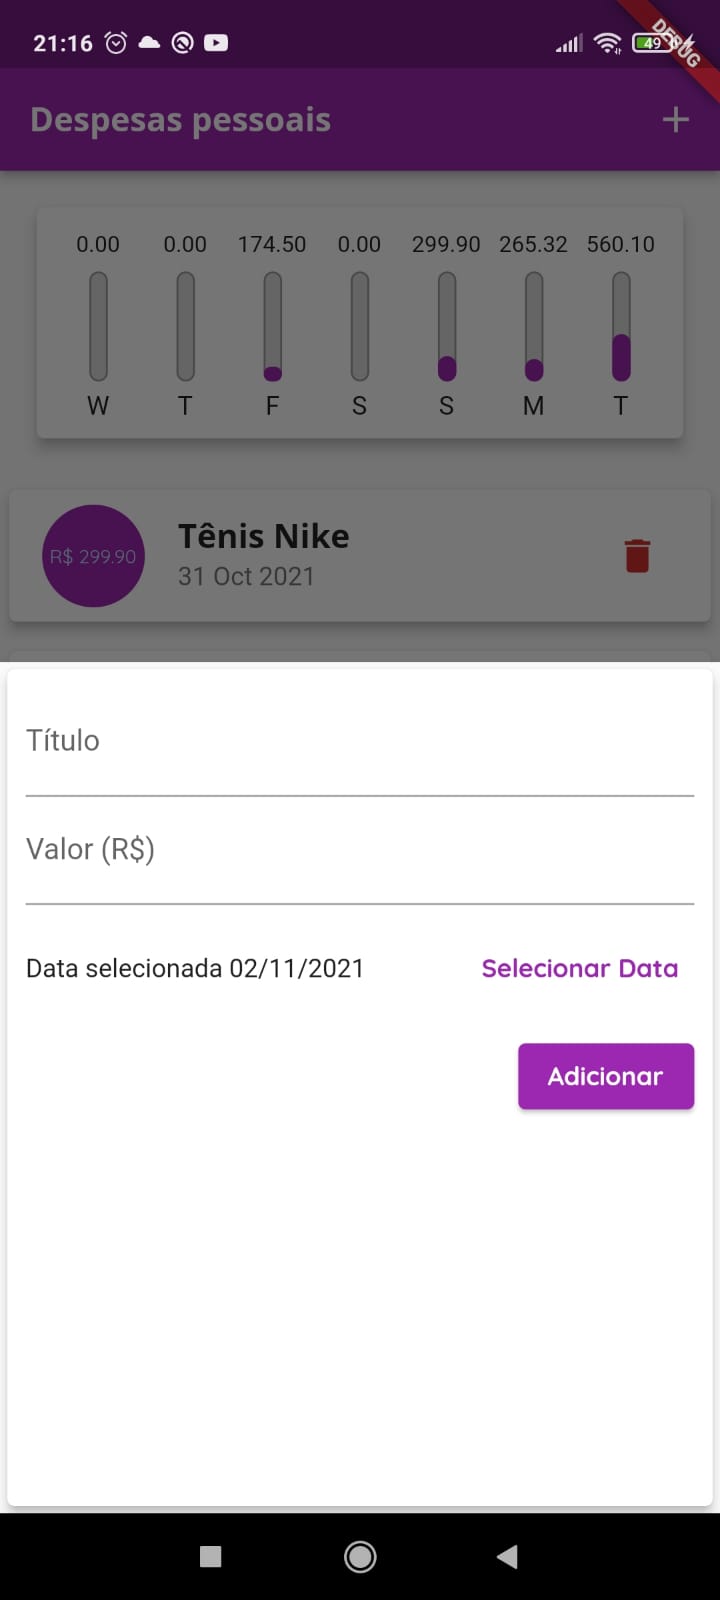 21:16
49
DEBUG
Despesas pessoais
+
0.00 0.00 174.50 0.00 299.90 265.32 560.10
W T F S S M T
R$ 299.90
Tênis Nike
31 Oct 2021
Título
Valor (R$)
Data selecionada 02/11/2021
Selecionar Data
Adicionar